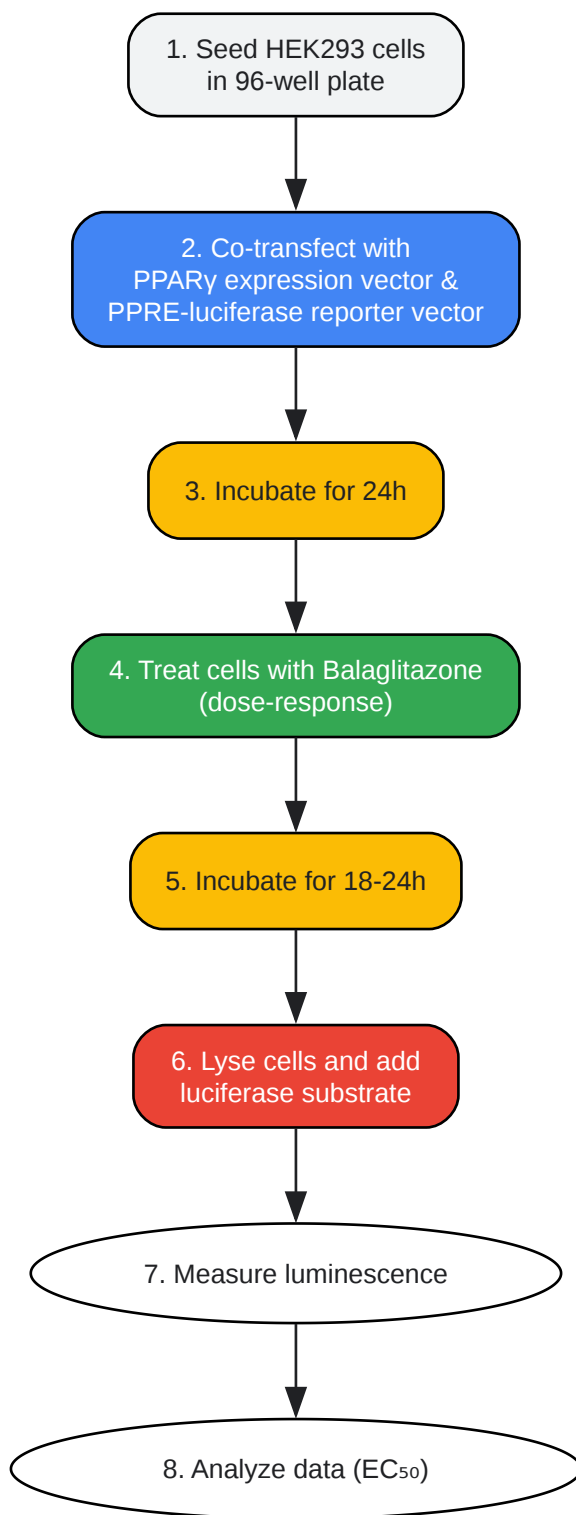 1. Seed HEK293 cells
in 96-well plate
2. Co-transfect with
PPARγ expression vector &
PPRE-luciferase reporter vector
3. Incubate for 24h
4. Treat cells with Balaglitazone
(dose-response)
5. Incubate for 18-24h
6. Lyse cells and add
luciferase substrate
7. Measure luminescence
8. Analyze data (EC₅₀)